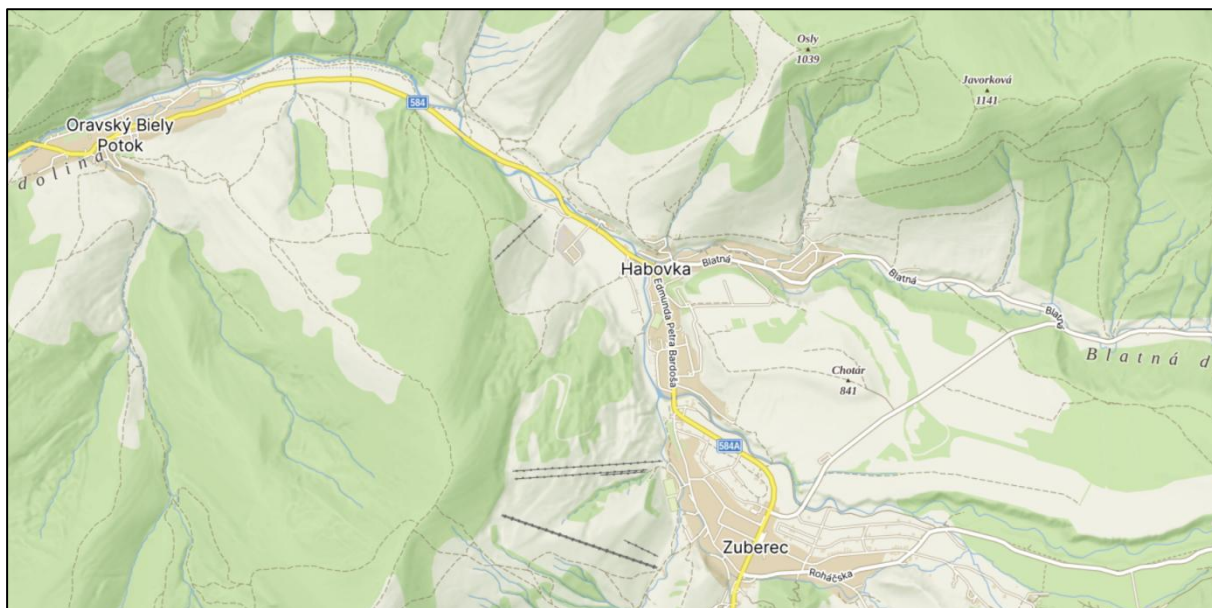 Osly
1039
Javorková
1141
584
Oravský Biely
Potok
dolina
Habovka
Blatná
Blatná
Blatná
Edmunda Petra Bardoša
Blatná d
Chotár
841
584A
Zuberec
Roháčska